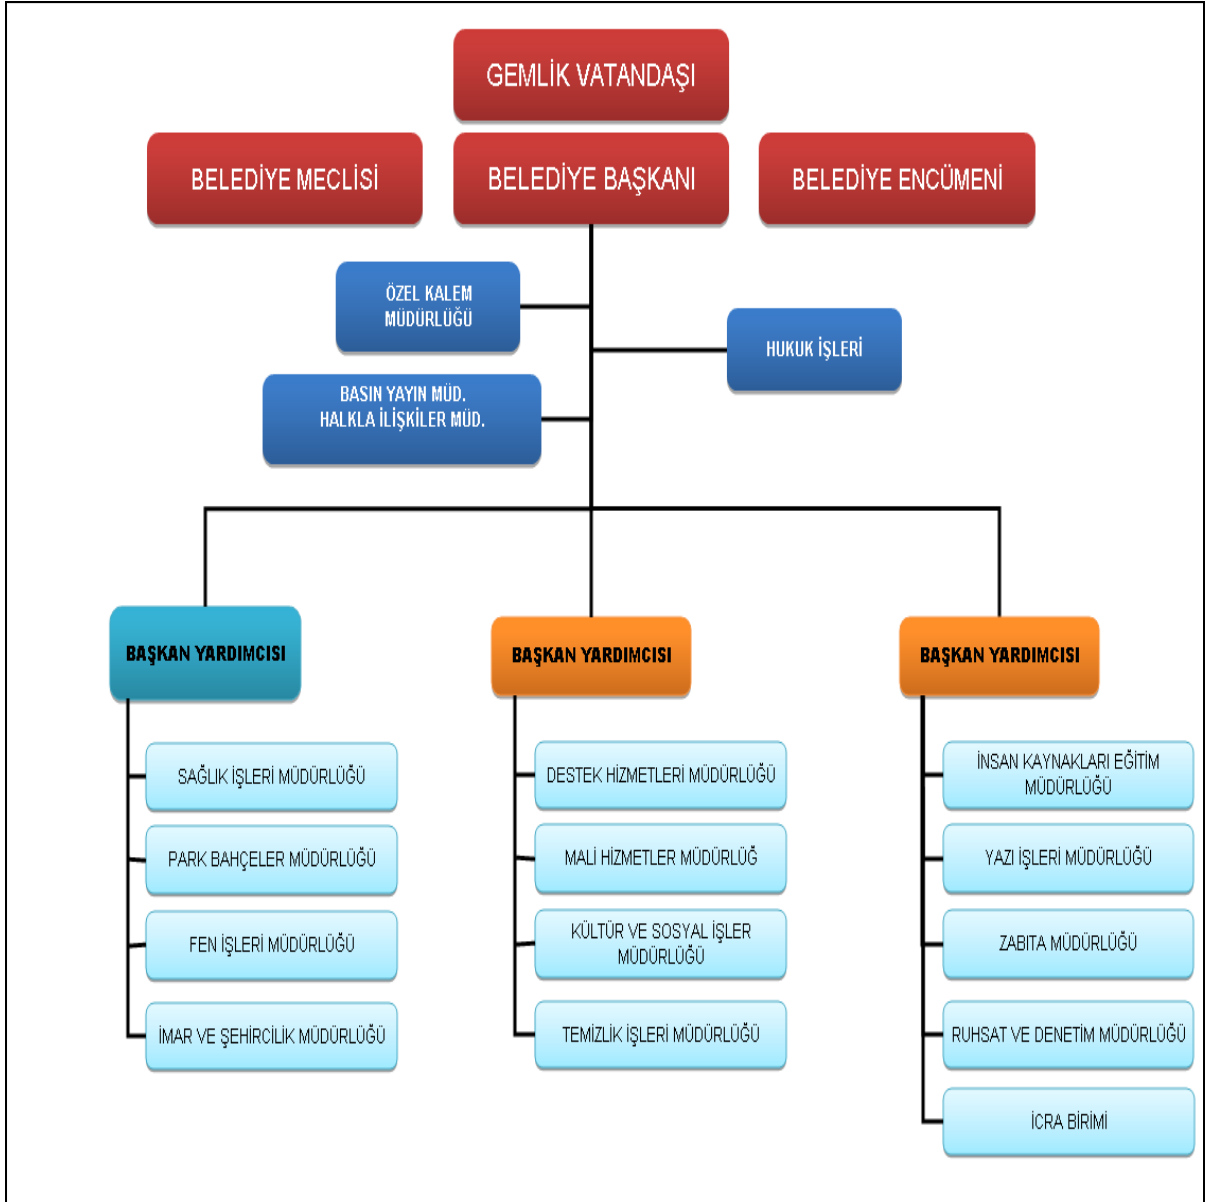 GEMLİK VATANDAŞI
BELEDİYE MECLİSİ
BELEDİYE BAŞKANI
BELEDİYE ENCÜMENİ
ÖZEL KALEM
MÜDÜRLÜĞÜ
HUKUK İŞLERİ
BASIN YAYIN MÜD.
HALKLA İLİŞKİLER MÜD.
BAŞKAN YARDIMCISI
SAĞLIK İŞLERİ MÜDÜRLÜĞÜ
PARK BAHÇELER MÜDÜRLÜĞÜ
FEN İŞLERİ MÜDÜRLÜĞÜ
İMAR VE ŞEHİRCİLİK MÜDÜRLÜĞÜ
BAŞKAN YARDIMCISI
DESTEK HİZMETLERİ MÜDÜRLÜĞÜ
MALİ HİZMETLER MÜDÜRLÜĞ
KÜLTÜR VE SOSYAL İŞLER
MÜDÜRLÜĞÜ
TEMİZLİK İŞLERİ MÜDÜRLÜĞÜ
BAŞKAN YARDIMCISI
İNSAN KAYNAKLARI EĞİTİM
MÜDÜRLÜĞÜ
YAZI İŞLERİ MÜDÜRLÜĞÜ
ZABITA MÜDÜRLÜĞÜ
RUHSAT VE DENETİM MÜDÜRLÜĞÜ
İCRA BİRİMİ